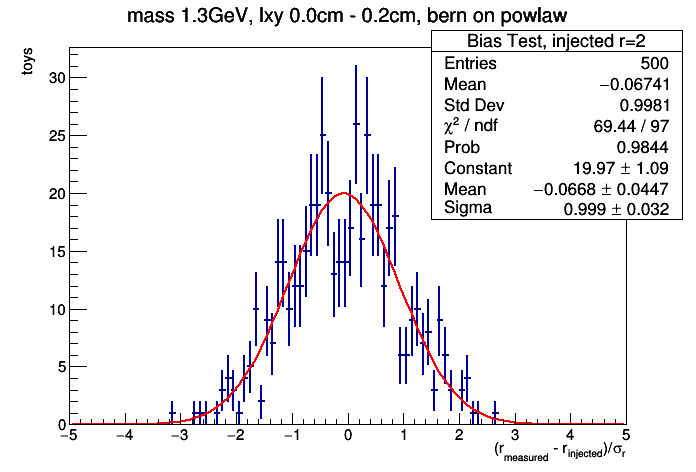 mass 1.3GeV, lxy 0.0cm - 0.2cm, bern on powlaw
Bias Test, injected r=2
Entries 500
Mean −0.06741
Std Dev 0.9981
χ² / ndf 69.44 / 97
Prob 0.9844
Constant 19.97 ± 1.09
Mean −0.0668 ± 0.0447
Sigma 0.999 ± 0.032
toys
30
25
20
15
10
5
0
−5 −4 −3 −2 −1 0 1 2 3 4 5
(r_measured - r_injected)/σ_r